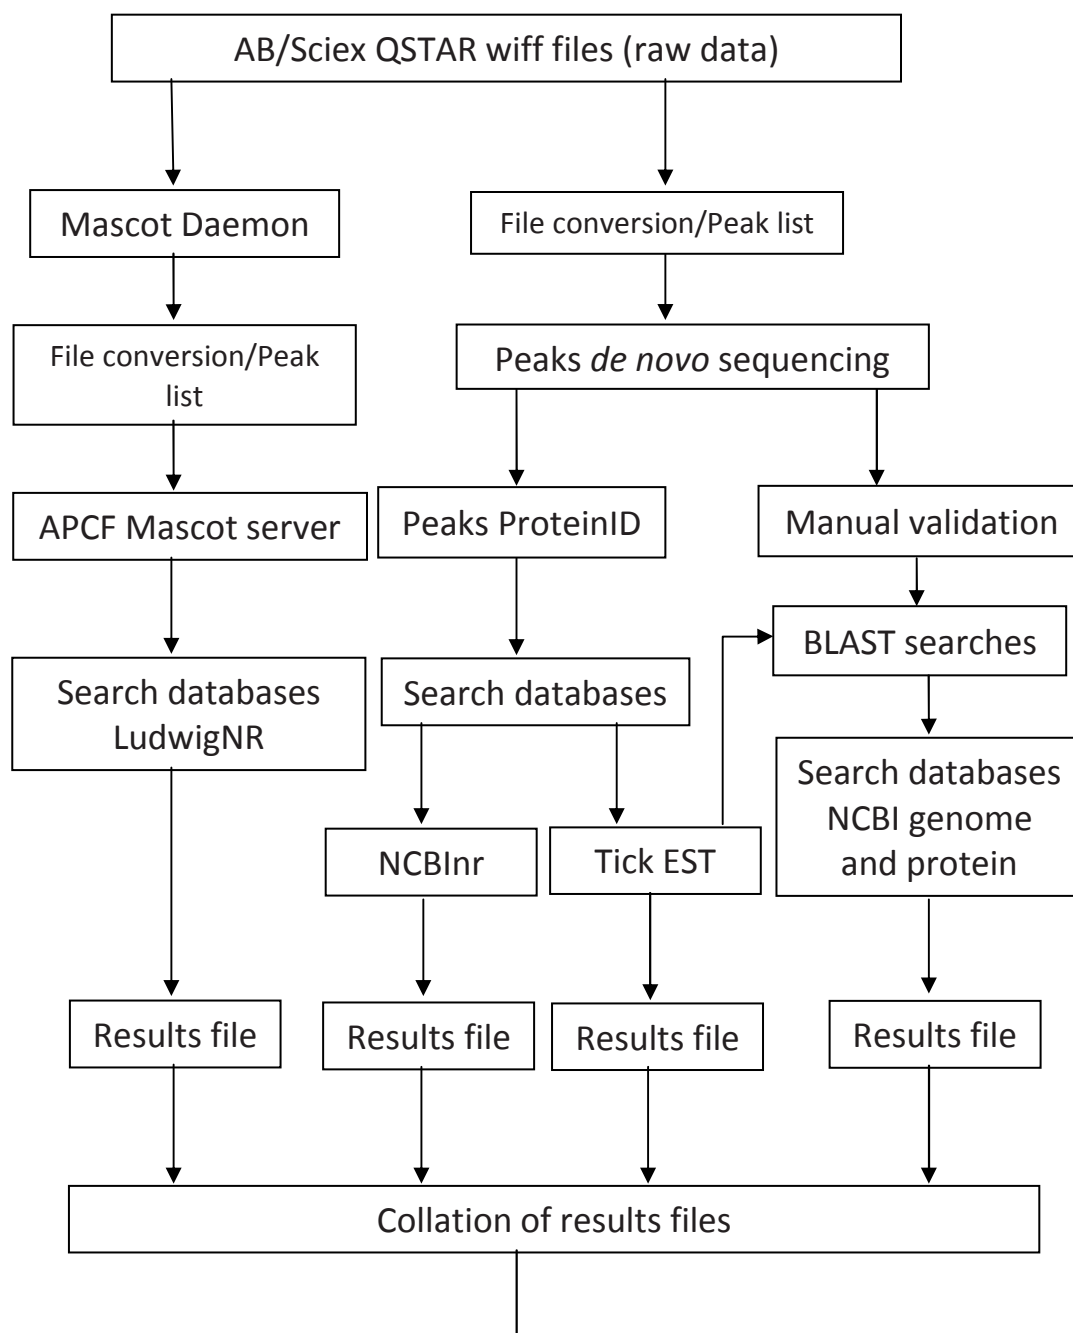 AB/Sciex QSTAR wiff files (raw data)
Mascot Daemon
File conversion/Peak list
File conversion/Peak
list
Peaks de novo sequencing
APCF Mascot server
Peaks ProteinID
Manual validation
BLAST searches
Search databases
LudwigNR
Search databases
Search databases
NCBI genome
and protein
NCBInr
Tick EST
Results file
Results file
Results file
Results file
Collation of results files